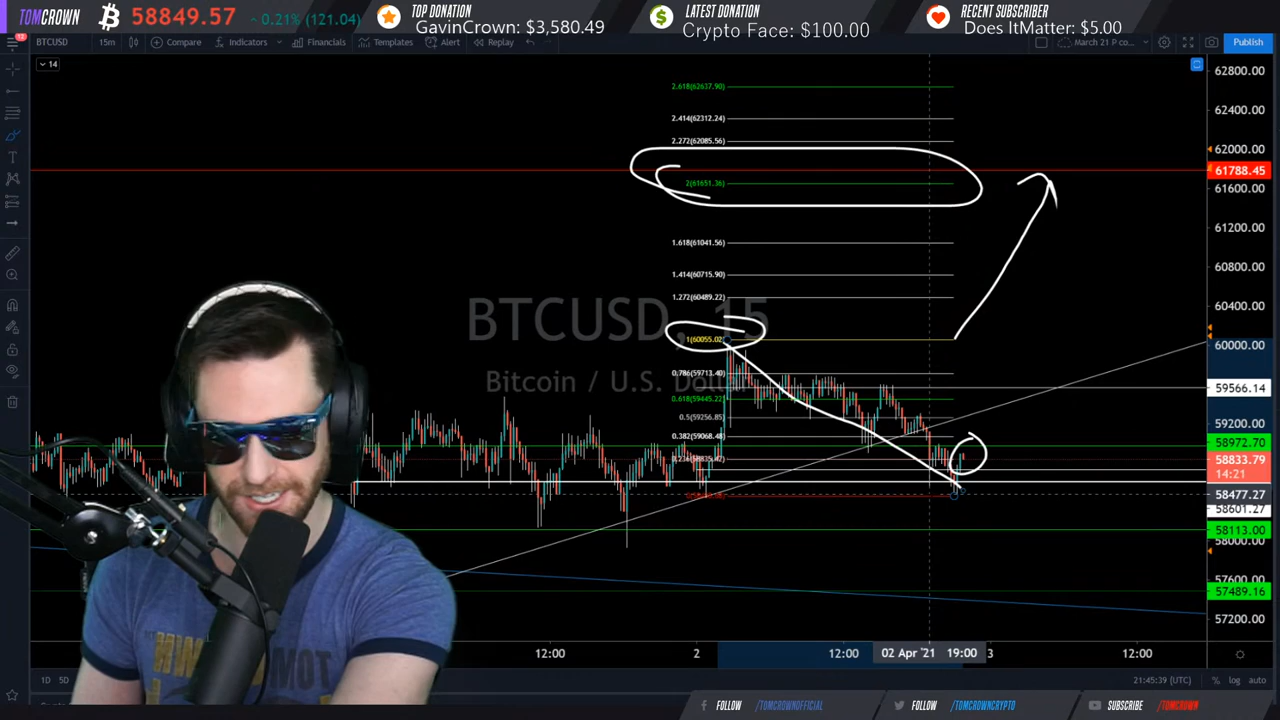 TOMCROWN 58849.57 0.21% (121.04)
TOP DONATION
GavinCrown: $3,580.49
LATEST DONATION
Crypto Face: $100.00
RECENT SUBSCRIBER
Does ItMatter: $5.00
BTCUSD 15m Compare Indicators Financials Templates Alert Replay March 21 P co... Publish
14
2.618(62637.90)
2.414(62312.24)
2.272(62085.56)
2(61651.36)
1.618(61041.56)
1.414(60715.90)
1.272(60489.22)
1(60055.02)
0.786(59713.40)
0.618(59445.22)
0.5(59256.85)
0.382(59068.48)
BTCUSD, 15
Bitcoin / U.S. Dollar
62800.00
62400.00
62000.00
61788.45
61600.00
61200.00
60800.00
60400.00
60000.00
59566.14
59200.00
58972.70
58833.79
14:21
58477.27
58601.27
58113.00
58000.00
57600.00
57489.16
57200.00
12:00 2 12:00 02 Apr '21 19:00 3 12:00
1D 5D 21:45:39 (UTC) % log auto
FOLLOW /TOMCROWNOFFICIAL FOLLOW /TOMCROWNCRYPTO SUBSCRIBE /TOMCROWN